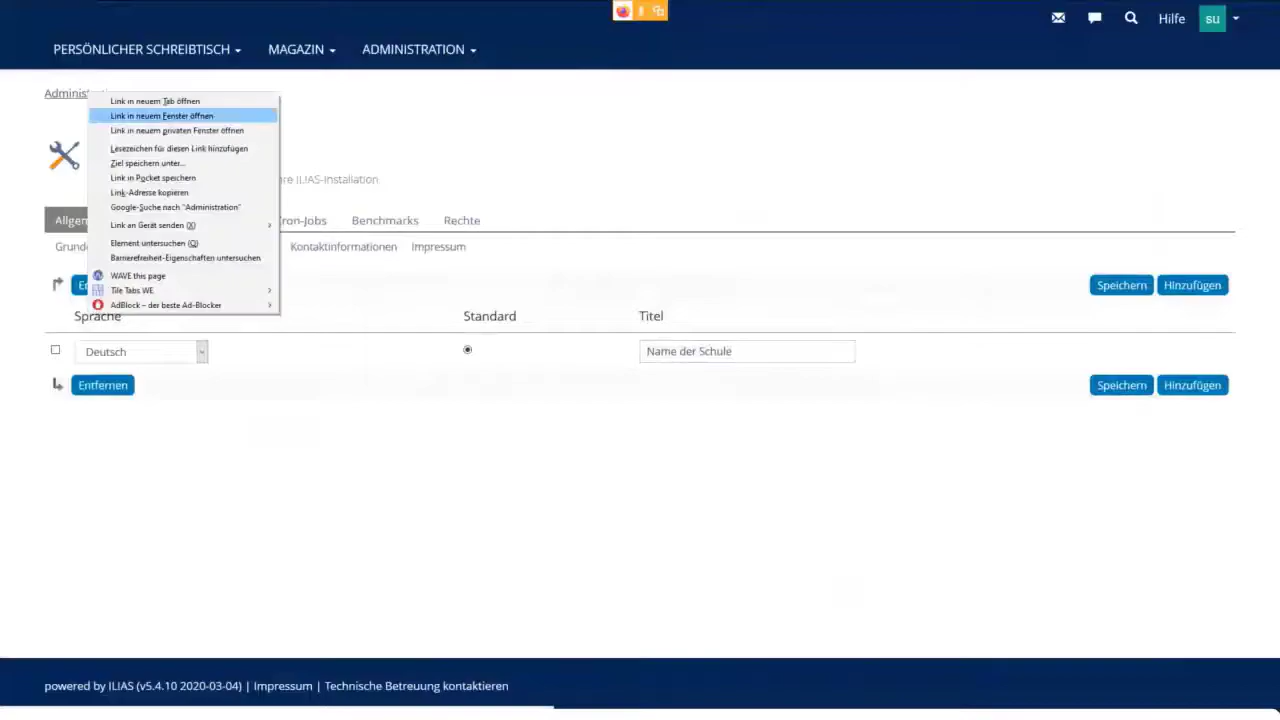 Hilfe
su
PERSÖNLICHER SCHREIBTISCH
MAGAZIN
ADMINISTRATION
Link in neuem Tab öffnen
Link in neuem Fenster öffnen
Link in neuem privaten Fenster öffnen
Lesezeichen für diesen Link hinzufügen
Ziel speichern unter...
Link in Pocket speichern
Link-Adresse kopieren
Google-Suche nach "Administration"
Link an Gerät senden (X)
Element untersuchen (Q)
Barrierefreiheit-Eigenschaften untersuchen
WAVE this page
Tile Tabs WE
AdBlock – der beste Ad-Blocker
ILIAS-Installation.
Benchmarks
Rechte
Kontaktinformationen
Impressum
Speichern
Hinzufügen
Sprache
Standard
Titel
Deutsch
Name der Schule
Entfernen
Speichern
Hinzufügen
powered by ILIAS (v5.4.10 2020-03-04) | Impressum | Technische Betreuung kontaktieren